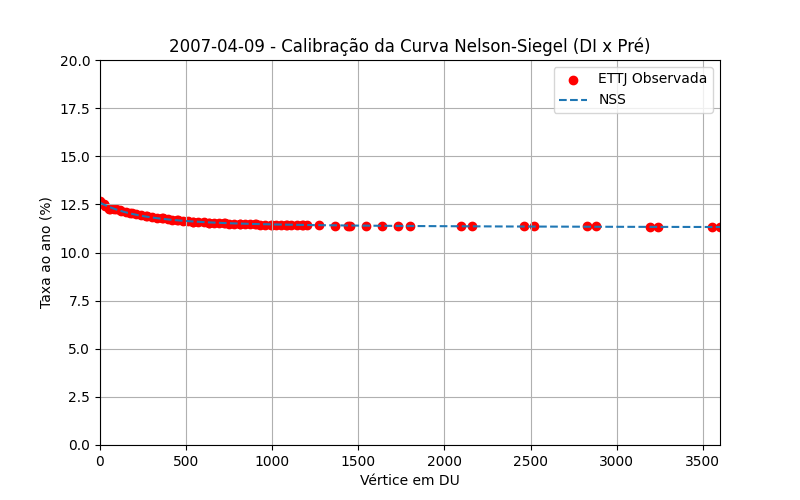 2007-04-09 - Calibração da Curva Nelson-Siegel (DI x Pré)
20.0
17.5
15.0
12.5
10.0
7.5
5.0
2.5
0.0
Taxa ao ano (%)
ETTJ Observada
NSS
0 500 1000 1500 2000 2500 3000 3500
Vértice em DU